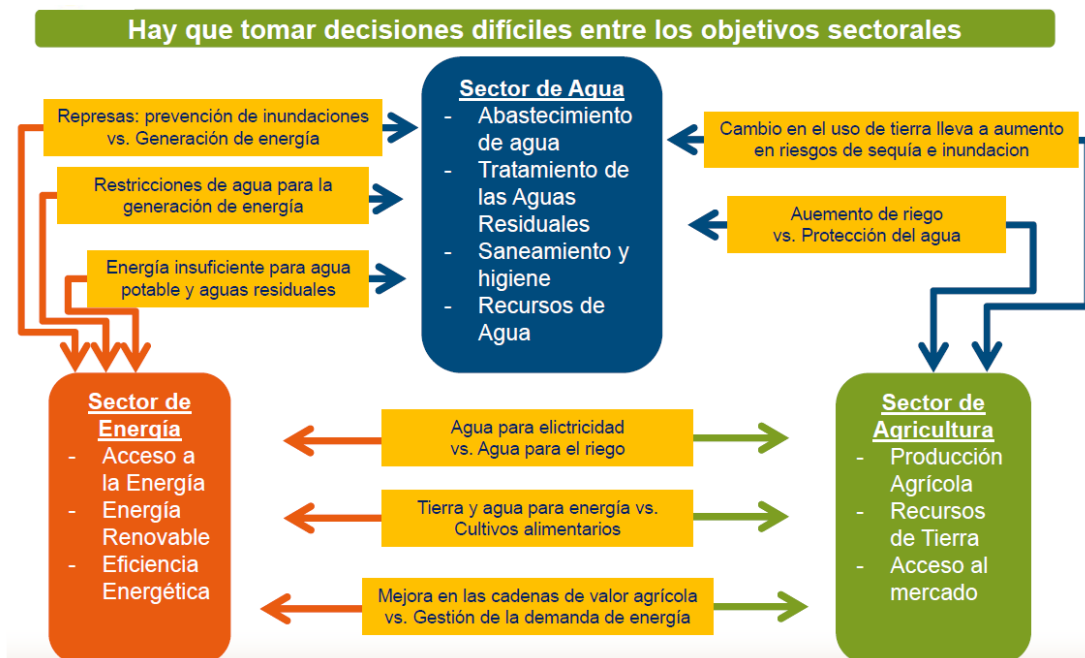 Hay que tomar decisiones difíciles entre los objetivos sectorales
Represas: prevención de inundaciones
vs. Generación de energía
Restricciones de agua para la
generación de energía
Energía insuficiente para agua
potable y aguas residuales
Sector de Agua
- Abastecimiento
de agua
- Tratamiento de
las Aguas
Residuales
- Saneamiento y
higiene
- Recursos de
Agua
Cambio en el uso de tierra lleva a aumento
en riesgos de sequía e inundacion
Auemento de riego
vs. Protección del agua
Sector de
Energía
- Acceso a
la Energía
- Energía
Renovable
- Eficiencia
Energética
Agua para elictricidad
vs. Agua para el riego
Tierra y agua para energía vs.
Cultivos alimentarios
Mejora en las cadenas de valor agrícola
vs. Gestión de la demanda de energía
Sector de
Agricultura
- Producción
Agrícola
- Recursos
de Tierra
- Acceso al
mercado